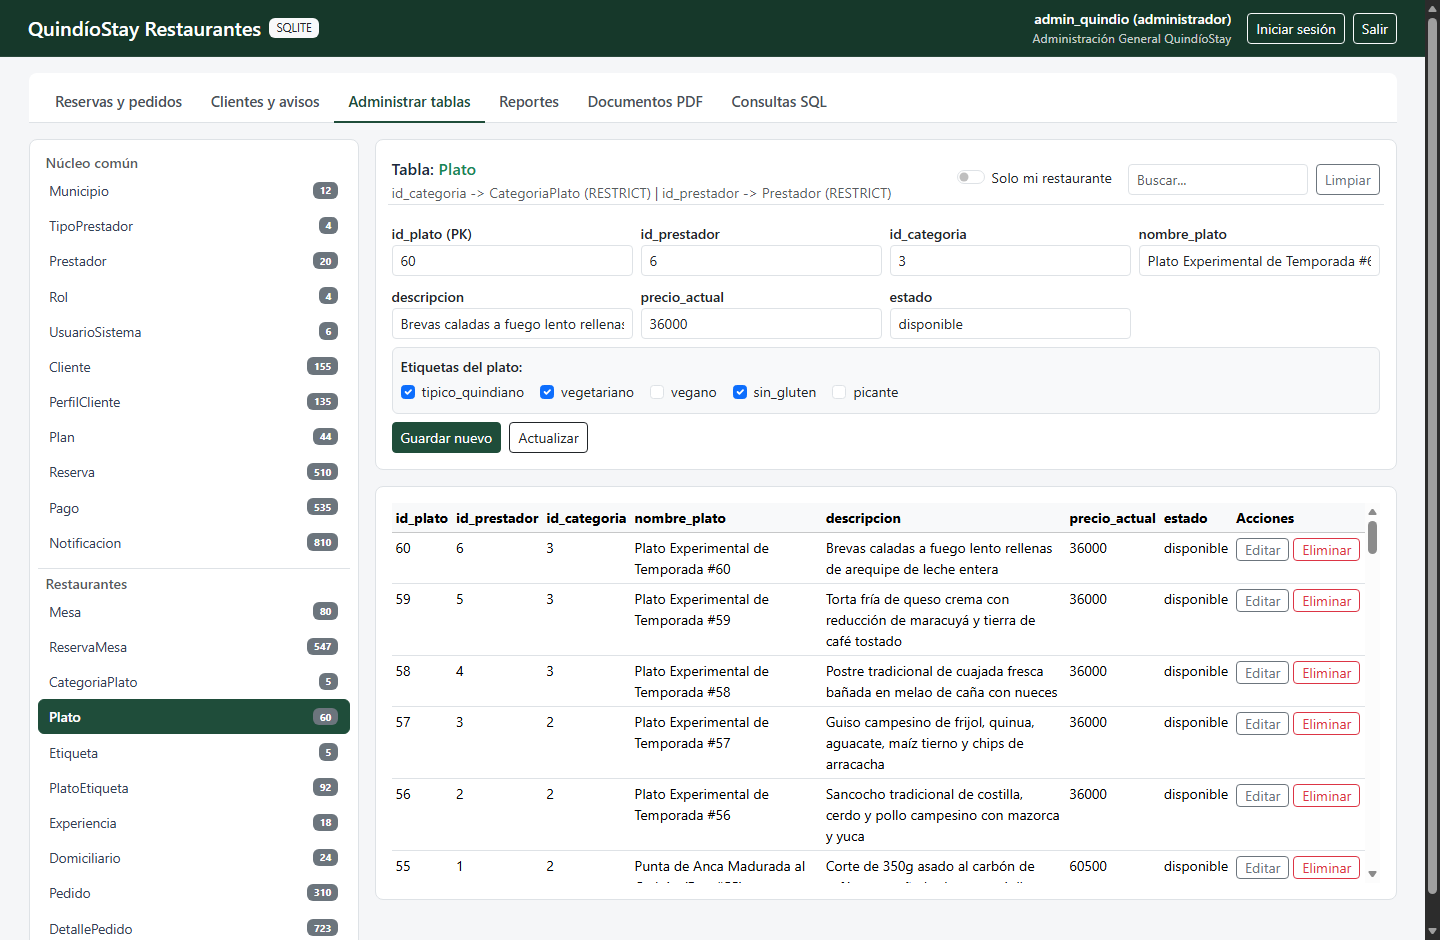 QuindíoStay Restaurantes SQLITE
admin_quindio (administrador)
Administración General QuindíoStay
Iniciar sesión
Salir
Reservas y pedidos
Clientes y avisos
Administrar tablas
Reportes
Documentos PDF
Consultas SQL
Núcleo común
Municipio 12
TipoPrestador 4
Prestador 20
Rol 4
UsuarioSistema 6
Cliente 155
PerfilCliente 135
Plan 44
Reserva 510
Pago 535
Notificacion 810
Restaurantes
Mesa 80
ReservaMesa 547
CategoriaPlato 5
Plato 60
Etiqueta 5
PlatoEtiqueta 92
Experiencia 18
Domiciliario 24
Pedido 310
DetallePedido 723
Tabla: Plato
id_categoria -> CategoriaPlato (RESTRICT) | id_prestador -> Prestador (RESTRICT)
Solo mi restaurante
Buscar...
Limpiar
id_plato (PK)
60
id_prestador
6
id_categoria
3
nombre_plato
Plato Experimental de Temporada #6
descripcion
Brevas caladas a fuego lento rellenas
precio_actual
36000
estado
disponible
Etiquetas del plato:
tipico_quindiano vegetariano vegano sin_gluten picante
Guardar nuevo Actualizar
id_plato id_prestador id_categoria nombre_plato descripcion precio_actual estado Acciones
60 6 3 Plato Experimental de Brevas caladas a fuego lento rellenas 36000 disponible Editar Eliminar
Temporada #60 de arequipe de leche entera
59 5 3 Plato Experimental de Torta fría de queso crema con 36000 disponible Editar Eliminar
Temporada #59 reducción de maracuyá y tierra de
café tostado
58 4 3 Plato Experimental de Postre tradicional de cuajada fresca 36000 disponible Editar Eliminar
Temporada #58 bañada en melao de caña con nueces
57 3 2 Plato Experimental de Guiso campesino de frijol, quinua, 36000 disponible Editar Eliminar
Temporada #57 aguacate, maíz tierno y chips de
arracacha
56 2 2 Plato Experimental de Sancocho tradicional de costilla, 36000 disponible Editar Eliminar
Temporada #56 cerdo y pollo campesino con mazorca
y yuca
55 1 2 Punta de Anca Madurada al Corte de 350g asado al carbón de 60500 disponible Editar Eliminar